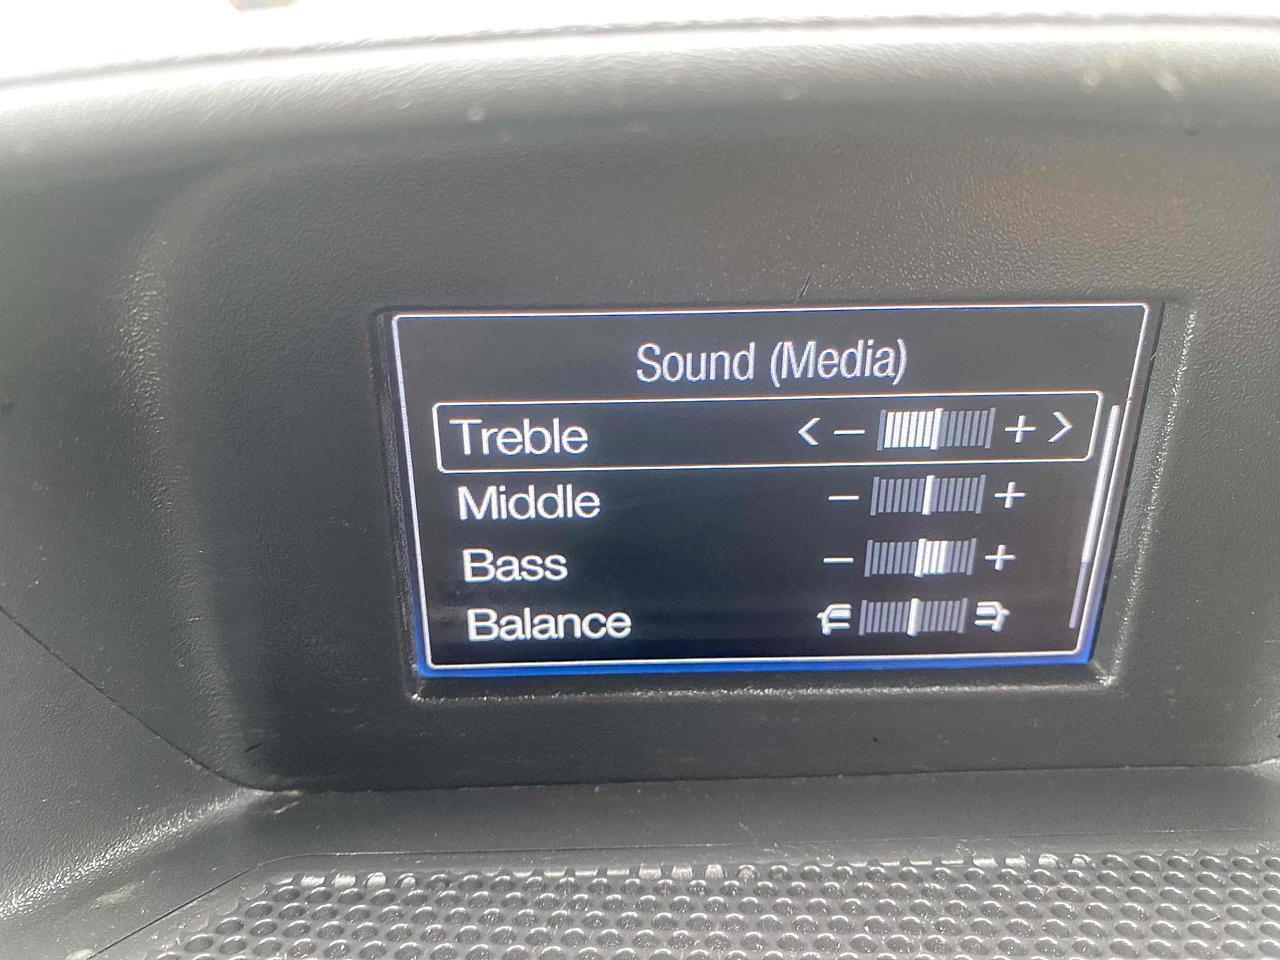 Sound (Media)
Treble < − + >
Middle − +
Bass − +
Balance